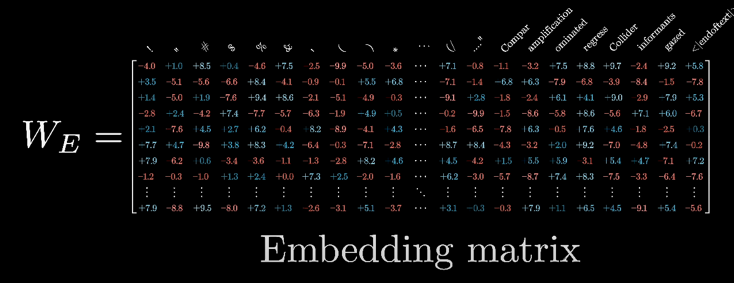 ! " # $ % & ' ( ) * ⋯ (/ ...." Compar amplification ominated regress Collider informants gazed <|endoftext|>
−4.0 +1.0 +8.5 +0.4 −4.6 +7.5 −2.5 −9.9 −5.0 −3.6 ⋯ +7.1 −0.2 −1.1 −3.2 +7.5 +8.8 +9.7 −2.4 +9.2 +5.8
+3.5 −5.1 −5.6 −6.6 +8.4 −4.1 −0.9 −0.1 +5.5 +6.8 ⋯ −7.1 −1.4 −6.8 +6.3 −7.9 −6.8 −3.9 −8.4 −1.5 −7.8
+1.4 −5.0 +1.9 −7.6 +9.4 +8.6 −2.1 −5.1 −4.9 0.3 ⋯ −9.1 +2.8 −1.8 −2.4 +6.1 +4.1 +9.0 2.9 −7.9 +5.3
−2.8 −2.4 −4.2 +7.4 −7.7 −5.7 −6.3 −1.9 −4.9 +0.5 ⋯ −0.2 −9.9 −1.5 −8.6 −5.8 +8.6 −5.6 +7.1 +6.0 −6.7
−2.1 −7.6 +4.5 +2.7 +6.2 −0.4 +8.2 −8.9 −4.1 +4.3 ⋯ −1.6 −6.5 −7.8 +6.3 −0.5 +7.6 +4.6 −1.8 −2.5 +0.3
−7.7 +4.7 −9.8 +3.8 +8.3 −4.2 −6.4 −0.3 −7.1 −2.8 ⋯ +8.7 +8.4 −4.3 −3.2 +2.0 +9.2 −7.0 −4.8 −7.4 −0.2
+7.9 −6.2 +0.6 −3.4 3.6 −1.1 −1.3 −2.8 +8.2 −4.6 ⋯ +4.5 −4.2 +1.5 +5.5 +5.9 −3.1 +5.4 +4.7 7.1 +7.2
−1.2 −0.3 −1.0 +1.3 +2.4 +0.0 +7.3 +2.5 −2.0 −1.6 ⋯ +6.2 −3.0 −5.7 −8.7 +7.4 +8.3 −7.5 −3.3 −6.4 −7.6
⋮ ⋮ ⋮ ⋮ ⋮ ⋮ ⋮ ⋮ ⋮ ⋮ ⋱ ⋮ ⋮ ⋮ ⋮ ⋮ ⋮ ⋮ ⋮ ⋮ ⋮
W_E =
+7.9 −8.8 +9.5 −8.0 +7.2 +1.3 −2.6 −3.1 +5.1 −3.7 ⋯ +3.1 −0.3 −0.3 +7.9 +1.1 +6.5 +4.5 −9.1 +5.4 −5.6
Embedding matrix